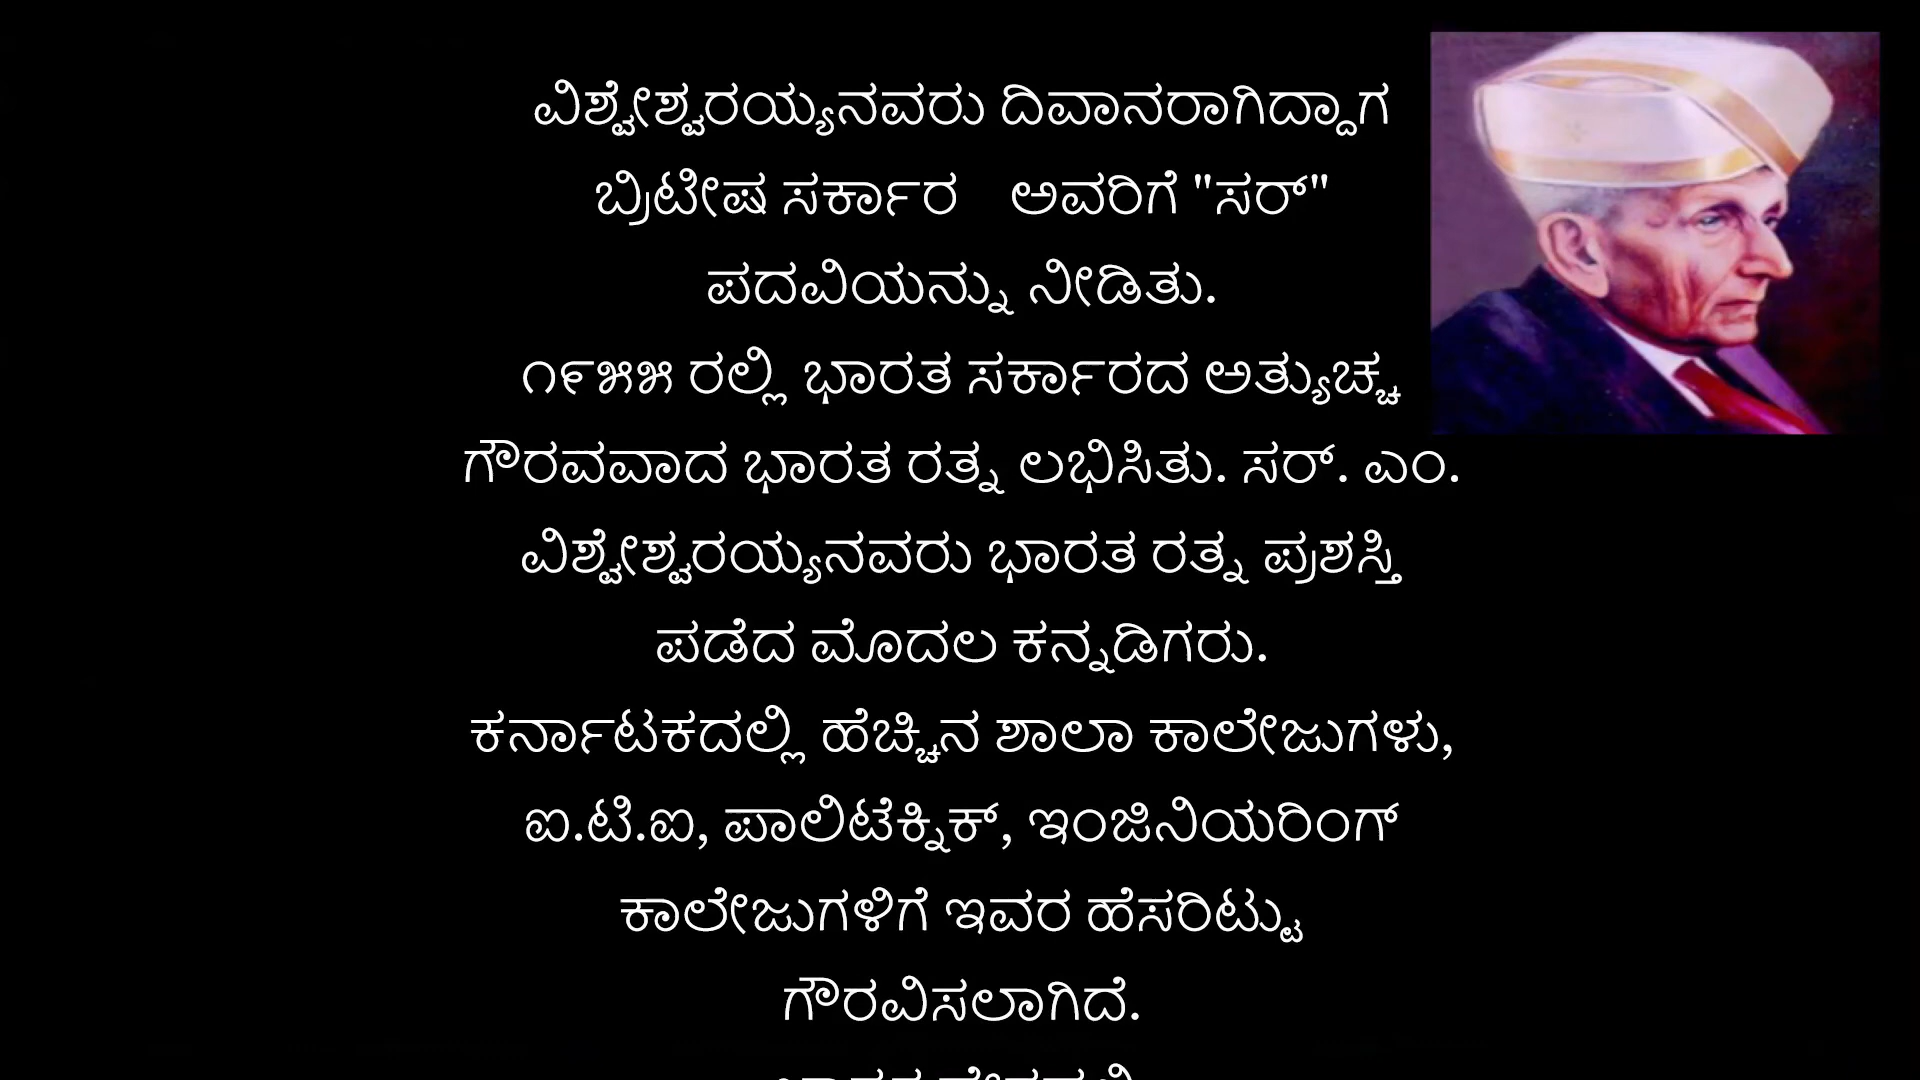 ವಿಶ್ವೇಶ್ವರಯ್ಯನವರು ದಿವಾನರಾಗಿದ್ದಾಗ
ಬ್ರಿಟೀಷ ಸರ್ಕಾರ ಅವರಿಗೆ "ಸರ್"
ಪದವಿಯನ್ನು ನೀಡಿತು.
೧೯೫೫ ರಲ್ಲಿ ಭಾರತ ಸರ್ಕಾರದ ಅತ್ಯುಚ್ಚ
ಗೌರವವಾದ ಭಾರತ ರತ್ನ ಲಭಿಸಿತು. ಸರ್. ಎಂ.
ವಿಶ್ವೇಶ್ವರಯ್ಯನವರು ಭಾರತ ರತ್ನ ಪ್ರಶಸ್ತಿ
ಪಡೆದ ಮೊದಲ ಕನ್ನಡಿಗರು.
ಕರ್ನಾಟಕದಲ್ಲಿ ಹೆಚ್ಚಿನ ಶಾಲಾ ಕಾಲೇಜುಗಳು,
ಐ.ಟಿ.ಐ, ಪಾಲಿಟೆಕ್ನಿಕ್, ಇಂಜಿನಿಯರಿಂಗ್
ಕಾಲೇಜುಗಳಿಗೆ ಇವರ ಹೆಸರಿಟ್ಟು
ಗೌರವಿಸಲಾಗಿದೆ.